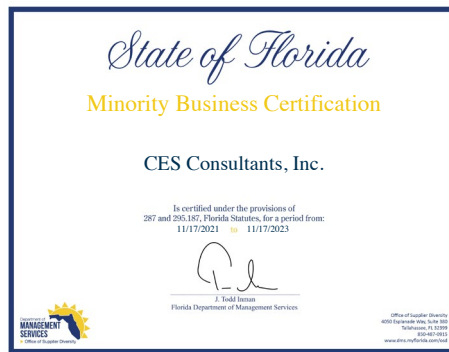 State of Florida
Minority Business Certification
CES Consultants, Inc.
Is certified under the provisions of
287 and 295.187, Florida Statutes, for a period from:
11/17/2021 to 11/17/2023
J. Todd Inman
Florida Department of Management Services
Department of
MANAGEMENT
SERVICES
Office of Supplier Diversity
Office of Supplier Diversity
4050 Esplanade Way, Suite 380
Tallahassee, FL 32399
850-487-0915
www.dms.myflorida.com/osd